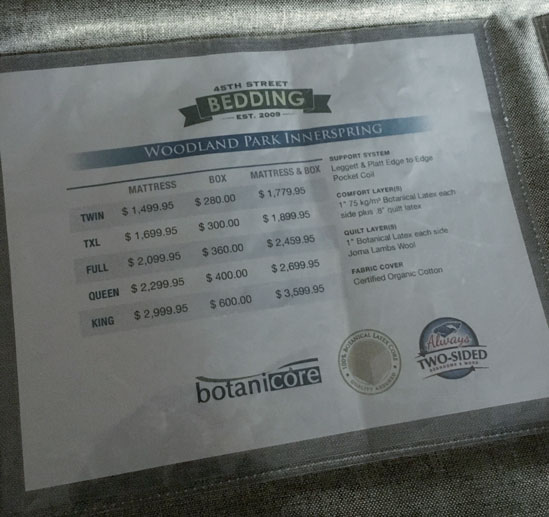 45TH STREET
BEDDING
EST. 2009
WOODLAND PARK INNERSPRING
MATTRESS BOX MATTRESS & BOX
TWIN $ 1,499.95 $ 280.00 $ 1,779.95
TXL $ 1,699.95 $ 300.00 $ 1,899.95
FULL $ 2,099.95 $ 360.00 $ 2,459.95
QUEEN $ 2,299.95 $ 400.00 $ 2,699.95
KING $ 2,999.95 $ 600.00 $ 3,599.95
SUPPORT SYSTEM
Leggett & Platt Edge to Edge
Pocket Coil
COMFORT LAYER(S)
1" 75 kg/m³ Botanical Latex each
side plus .8" quilt latex
QUILT LAYER(S)
1" Botanical Latex each side
Joma Lambs Wool
FABRIC COVER
Certified Organic Cotton
botanicore
100% BOTANICAL LATEX CORE
QUALITY ASSURED
Always
TWO-SIDED